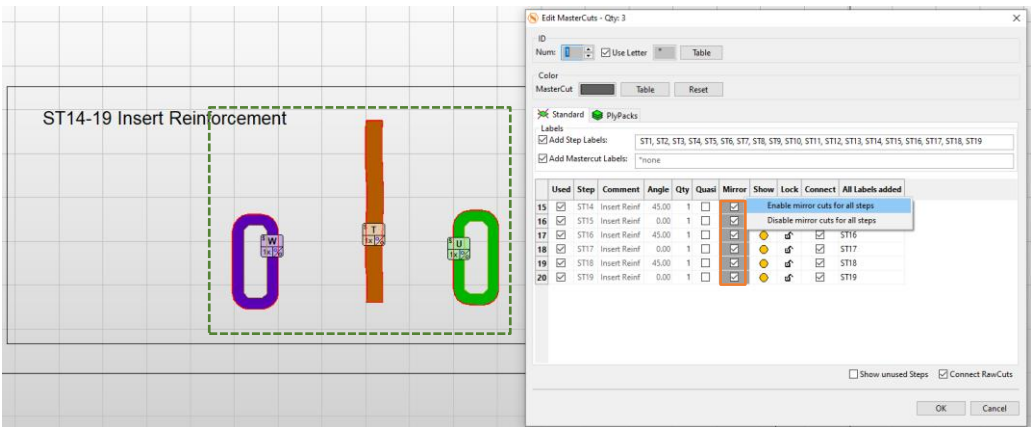 Edit MasterCuts - Qty: 3
ID
Num: 1 Use Letter * Table
Color
MasterCut Table Reset
Standard PlyPacks
Labels
Add Step Labels: ST1, ST2, ST3, ST4, ST5, ST6, ST7, ST8, ST9, ST10, ST11, ST12, ST13, ST14, ST15, ST16, ST17, ST18, ST19
Add Mastercut Labels: *none
Used Step Comment Angle Qty Quasi Mirror Show Lock Connect All Labels added
15 ST14 Insert Reinf 45.00 1 Enable mirror cuts for all steps
16 ST15 Insert Reinf 0.00 1 Disable mirror cuts for all steps
17 ST16 Insert Reinf 45.00 1 ST16
18 ST17 Insert Reinf 0.00 1 ST17
19 ST18 Insert Reinf 45.00 1 ST18
20 ST19 Insert Reinf 0.00 1 ST19
Show unused Steps Connect RawCuts
OK Cancel
ST14-19 Insert Reinforcement
W
1x
T
1x
U
1x